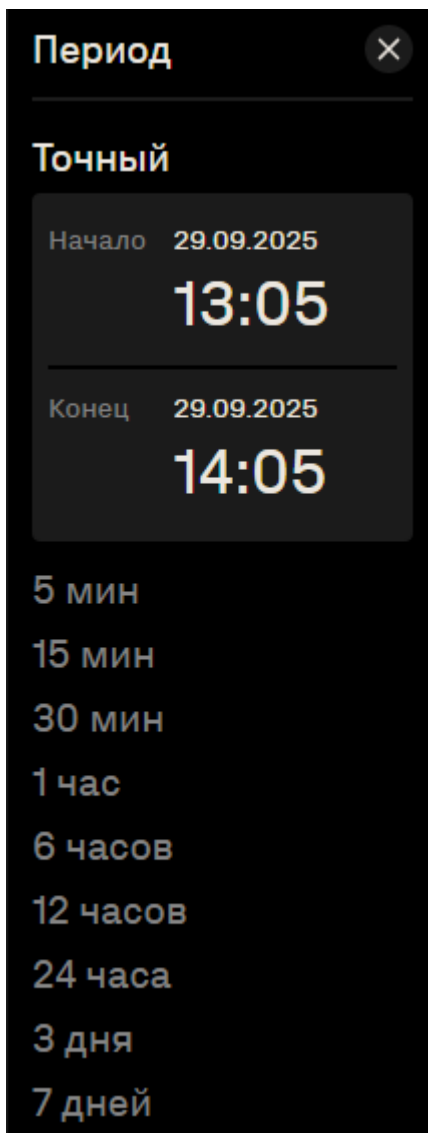 Период
Точный
Начало 29.09.2025
13:05
Конец 29.09.2025
14:05
5 мин
15 мин
30 мин
1 час
6 часов
12 часов
24 часа
3 дня
7 дней